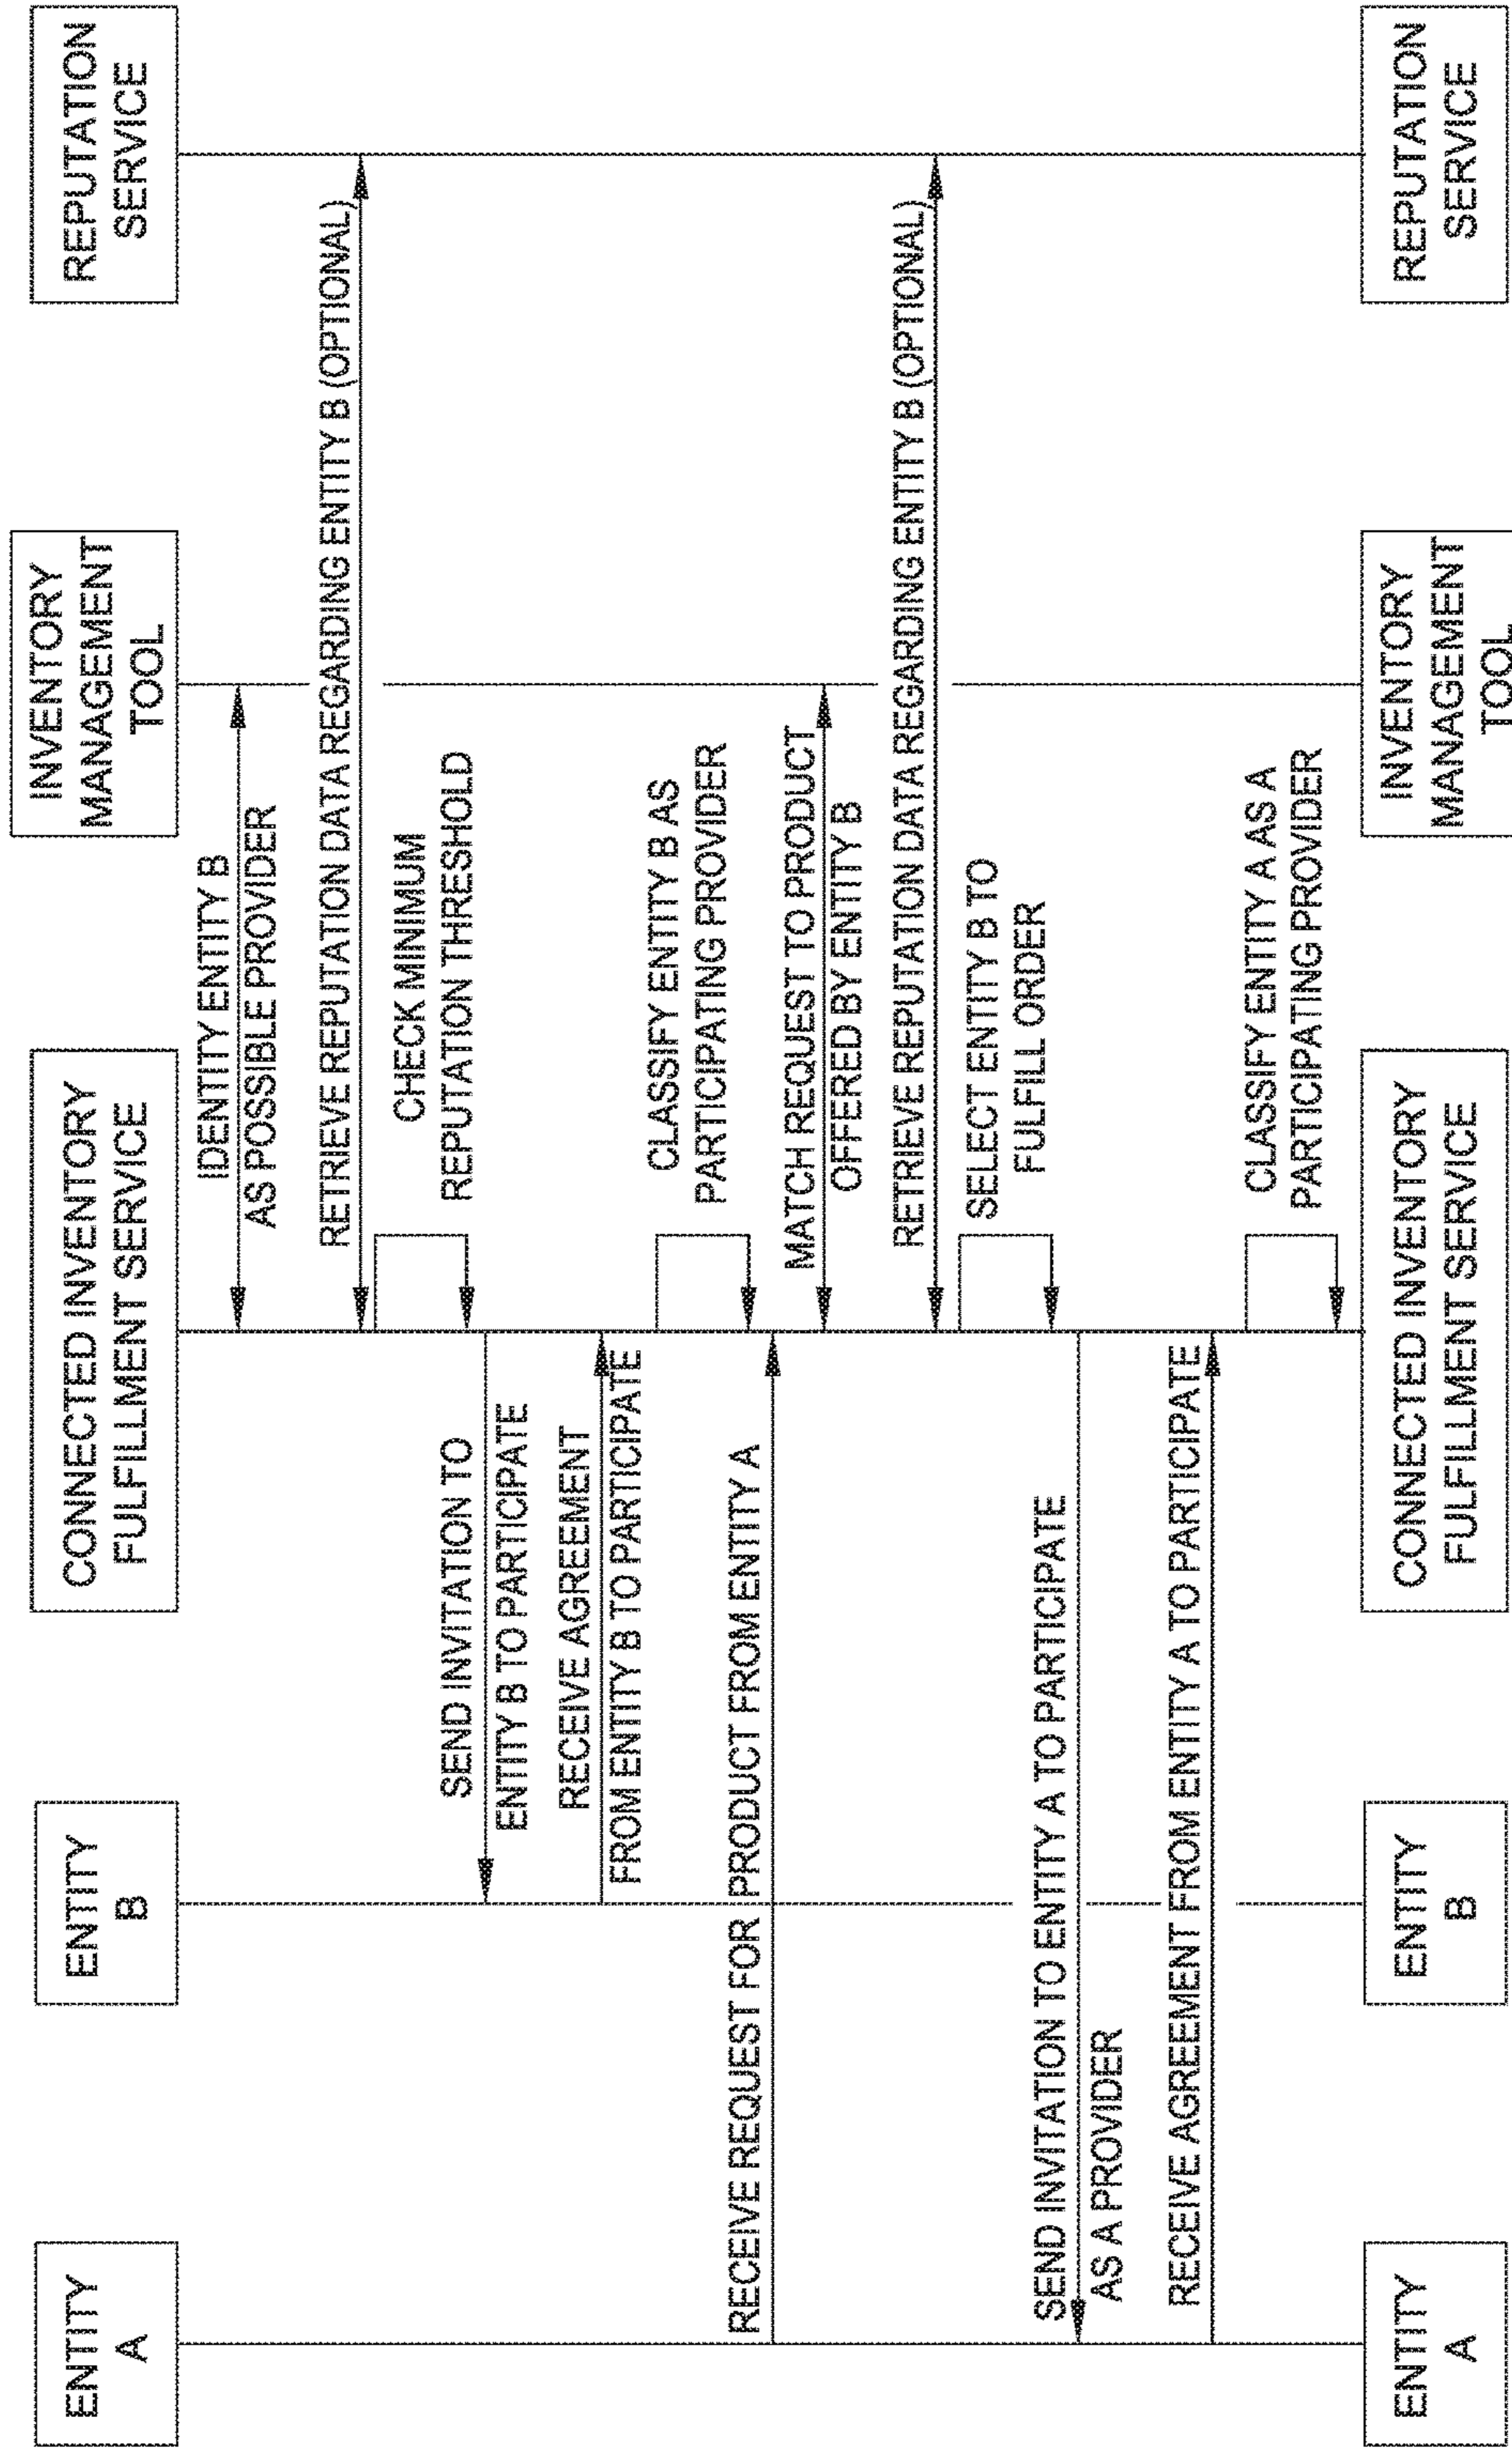 ENTITY
A
ENTITY
B
CONNECTED INVENTORY
FULFILLMENT SERVICE
INVENTORY
MANAGEMENT
TOOL
REPUTATION
SERVICE
IDENTITY ENTITY B
AS POSSIBLE PROVIDER
RETRIEVE REPUTATION DATA REGARDING ENTITY B (OPTIONAL)
CHECK MINIMUM
REPUTATION THRESHOLD
SEND INVITATION TO
ENTITY B TO PARTICIPATE
RECEIVE AGREEMENT
FROM ENTITY B TO PARTICIPATE
CLASSIFY ENTITY B AS
PARTICIPATING PROVIDER
RECEIVE REQUEST FOR PRODUCT FROM ENTITY A
MATCH REQUEST TO PRODUCT
OFFERED BY ENTITY B
RETRIEVE REPUTATION DATA REGARDING ENTITY B (OPTIONAL)
SELECT ENTITY B TO
FULFILL ORDER
SEND INVITATION TO ENTITY A TO PARTICIPATE
AS A PROVIDER
RECEIVE AGREEMENT FROM ENTITY A TO PARTICIPATE
CLASSIFY ENTITY A AS A
PARTICIPATING PROVIDER
ENTITY
A
ENTITY
B
CONNECTED INVENTORY
FULFILLMENT SERVICE
INVENTORY
MANAGEMENT
TOOL
REPUTATION
SERVICE